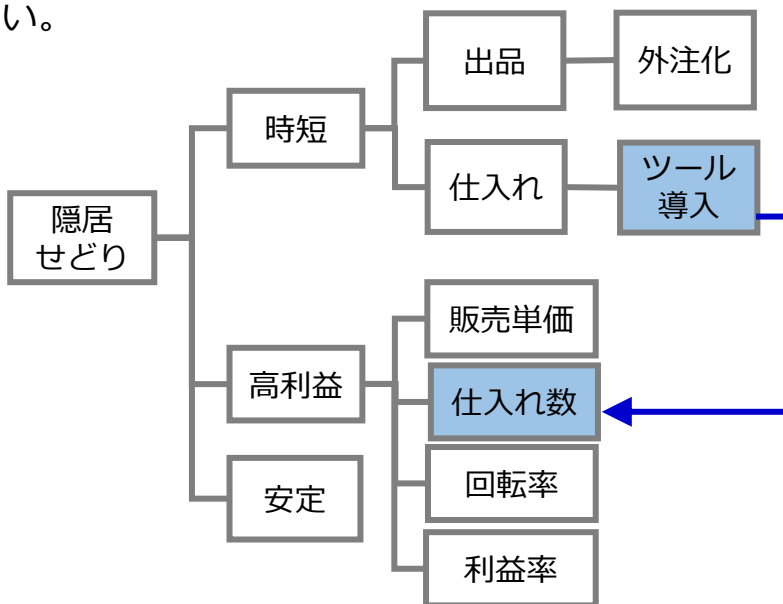 い。
出品
外注化
時短
仕入れ
ツール
導入
隠居
せどり
販売単価
高利益
仕入れ数
回転率
安定
利益率